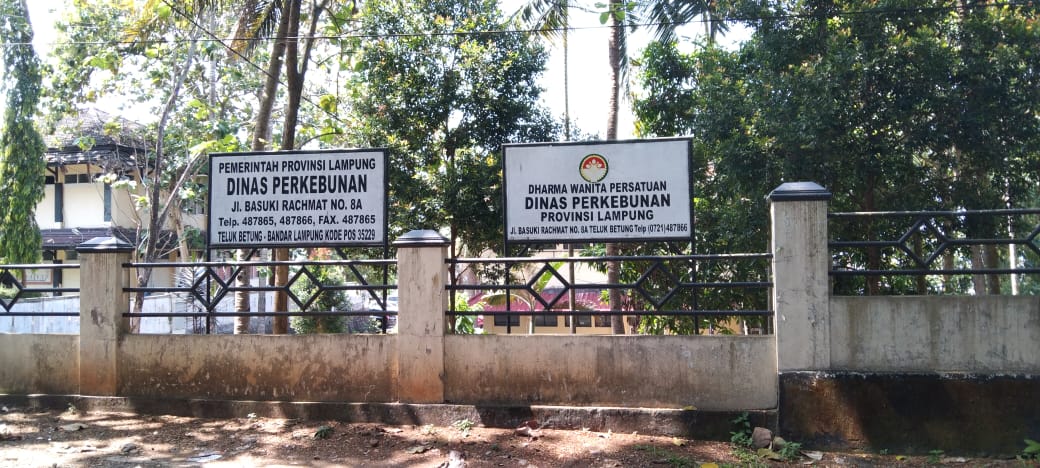 PEMERINTAH PROVINSI LAMPUNG
DINAS PERKEBUNAN
Jl. BASUKI RACHMAT NO. 8A
Telp. 487865, 487866, FAX. 487865
TELUK BETUNG - BANDAR LAMPUNG KODE POS 35229
DHARMA WANITA PERSATUAN
DINAS PERKEBUNAN
PROVINSI LAMPUNG
JL. BASUKI RACHMAT NO. 8A TELUK BETUNG Telp (0721)487866